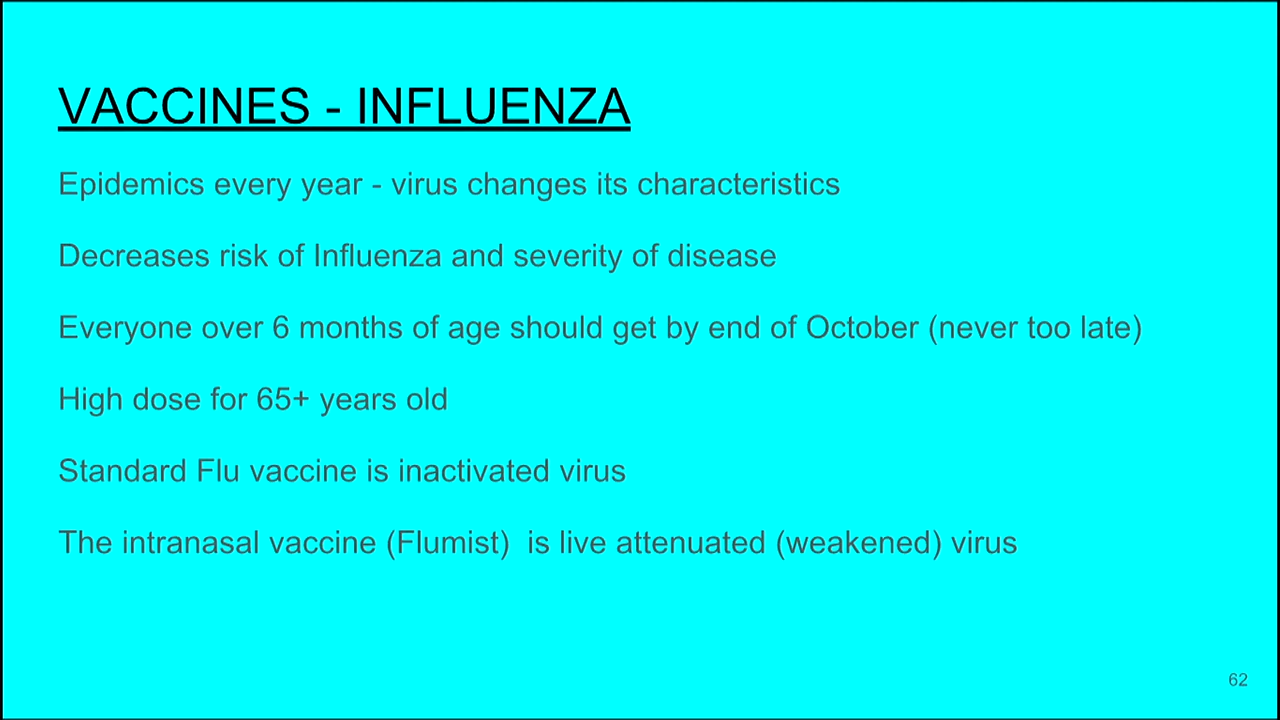 VACCINES - INFLUENZA
Epidemics every year - virus changes its characteristics
Decreases risk of Influenza and severity of disease
Everyone over 6 months of age should get by end of October (never too late)
High dose for 65+ years old
Standard Flu vaccine is inactivated virus
The intranasal vaccine (Flumist)  is live attenuated (weakened) virus
62